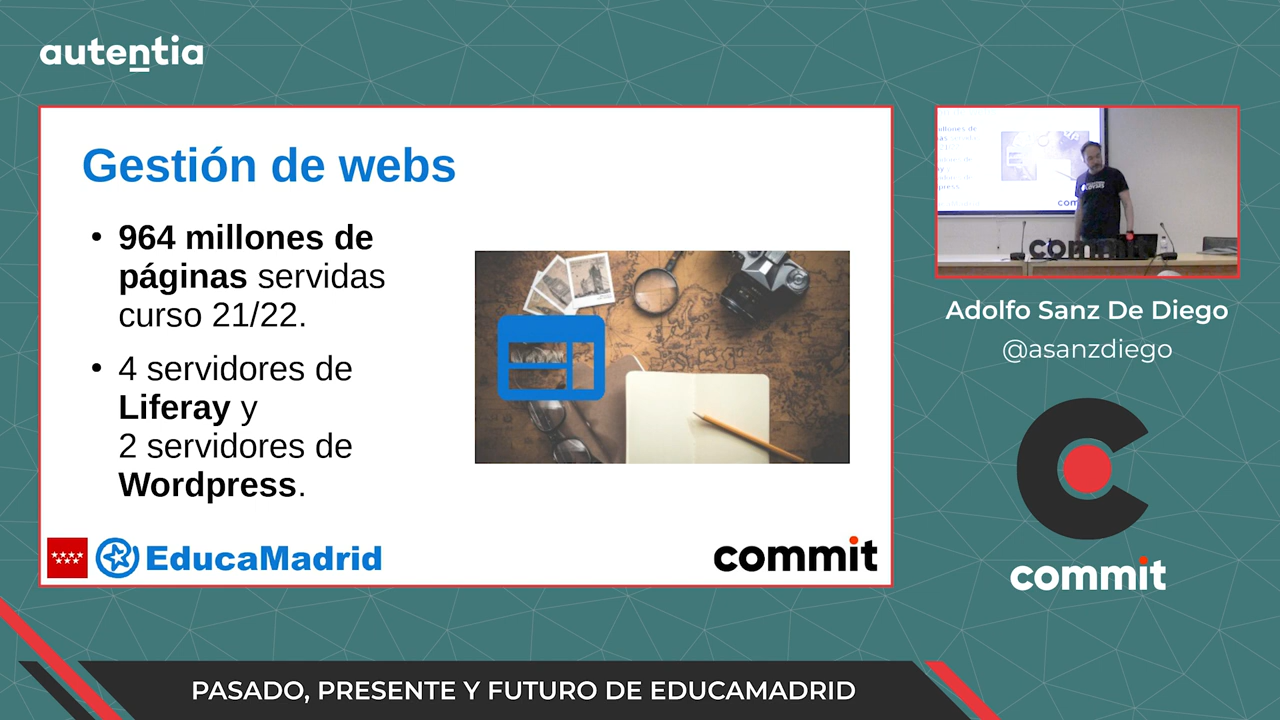 autentia
Gestión de webs
• 964 millones de
páginas servidas
curso 21/22.
• 4 servidores de
Liferay y
2 servidores de
Wordpress.
EducaMadrid
commit
commit
Adolfo Sanz De Diego
@asanzdiego
commit
PASADO, PRESENTE Y FUTURO DE EDUCAMADRID